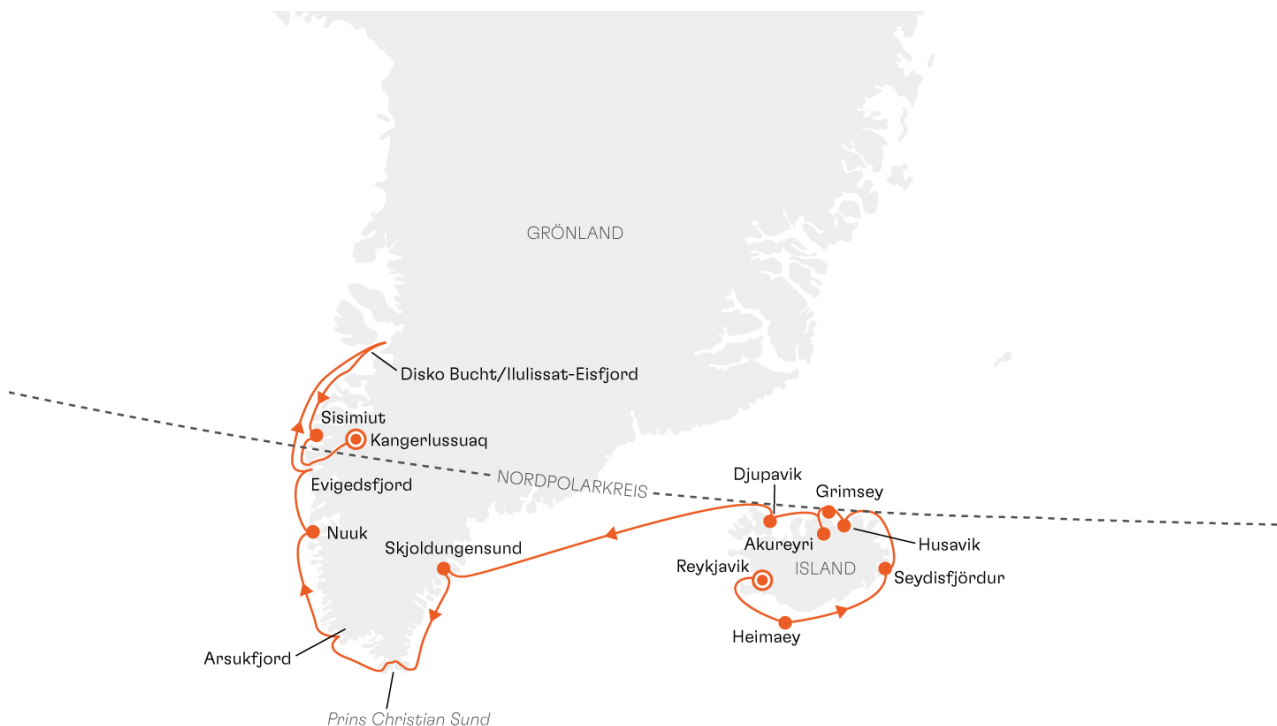 GRÖNLAND
Disko Bucht/Ilulissat-Eisfjord
Sisimiut
Kangerlussuaq
Evigedsfjord
NORDPOLARKREIS
Djupavik
Grimsey
Nuuk
Akureyri
Husavik
Skjoldungensund
Reykjavik
ISLAND
Seydisfjördur
Heimaey
Arsukfjord
Prins Christian Sund